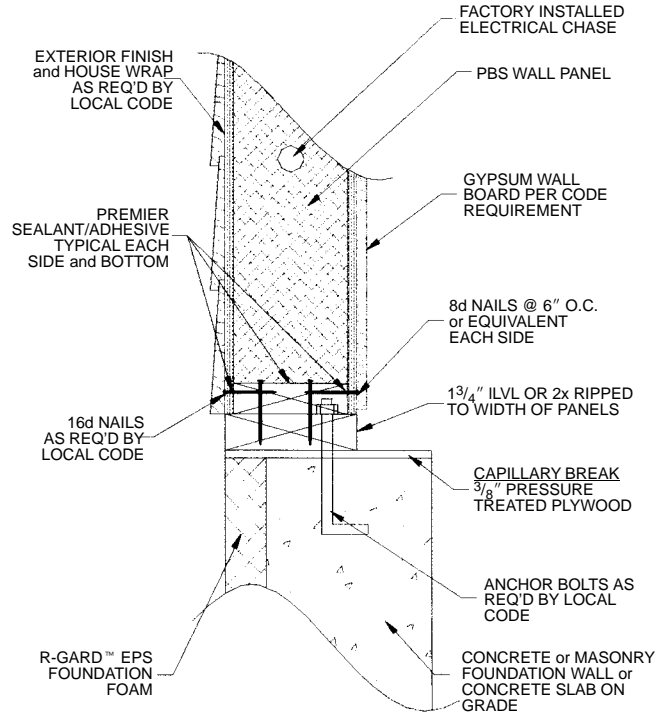 FACTORY INSTALLED
ELECTRICAL CHASE
EXTERIOR FINISH
and HOUSE WRAP
AS REQ'D BY
LOCAL CODE
PBS WALL PANEL
GYPSUM WALL
BOARD PER CODE
REQUIREMENT
PREMIER
SEALANT/ADHESIVE
TYPICAL EACH
SIDE and BOTTOM
8d NAILS @ 6" O.C.
or EQUIVALENT
EACH SIDE
1 3/4" ILVL OR 2x RIPPED
TO WIDTH OF PANELS
16d NAILS
AS REQ'D BY
LOCAL CODE
CAPILLARY BREAK
3/8" PRESSURE
TREATED PLYWOOD
ANCHOR BOLTS AS
REQ'D BY LOCAL
CODE
R-GARD™ EPS
FOUNDATION
FOAM
CONCRETE or MASONRY
FOUNDATION WALL or
CONCRETE SLAB ON
GRADE